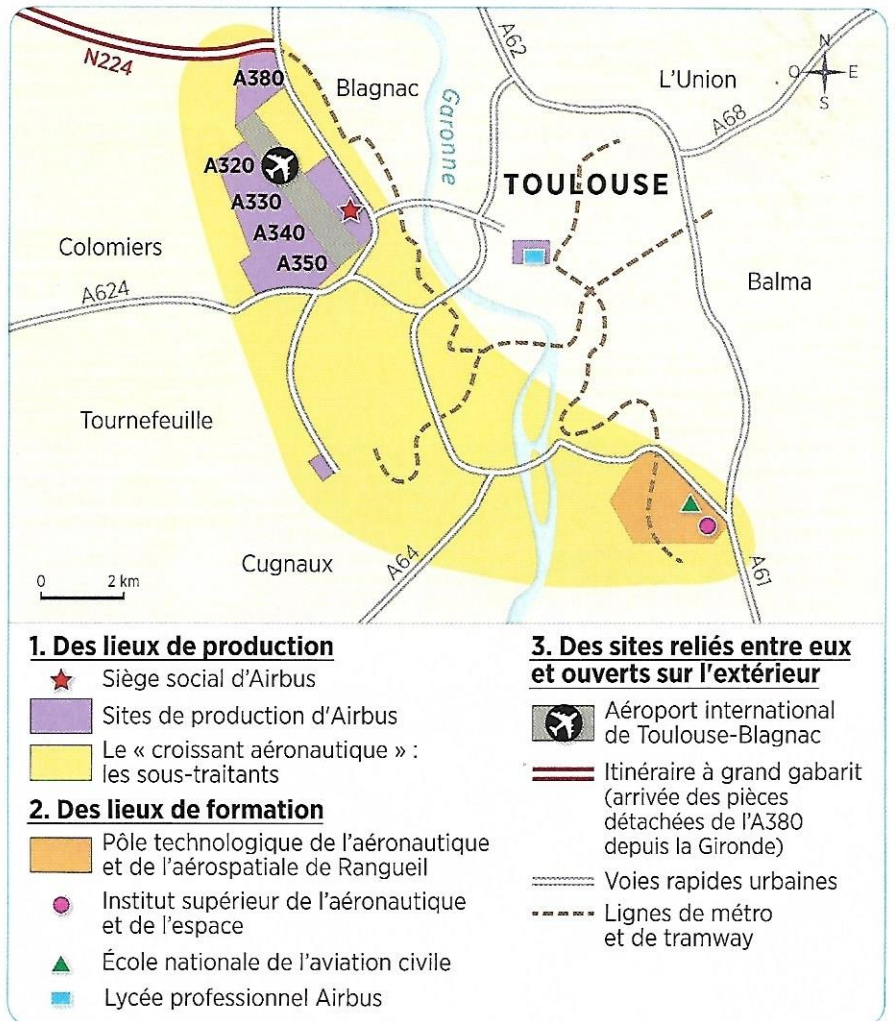 N224
A62
N
O
E
S
A380
Blagnac
L'Union
Garonne
A68
A320
TOULOUSE
A330
A340
Colomiers
A350
A624
Balma
Tournefeuille
Cugnaux
A64
A61
0 2 km
1. Des lieux de production
Siège social d'Airbus
Sites de production d'Airbus
Le « croissant aéronautique » :
les sous-traitants
2. Des lieux de formation
Pôle technologique de l'aéronautique
et de l'aérospatiale de Rangueil
Institut supérieur de l'aéronautique
et de l'espace
École nationale de l'aviation civile
Lycée professionnel Airbus
3. Des sites reliés entre eux
et ouverts sur l'extérieur
Aéroport international
de Toulouse-Blagnac
Itinéraire à grand gabarit
(arrivée des pièces
détachées de l'A380
depuis la Gironde)
Voies rapides urbaines
Lignes de métro
et de tramway